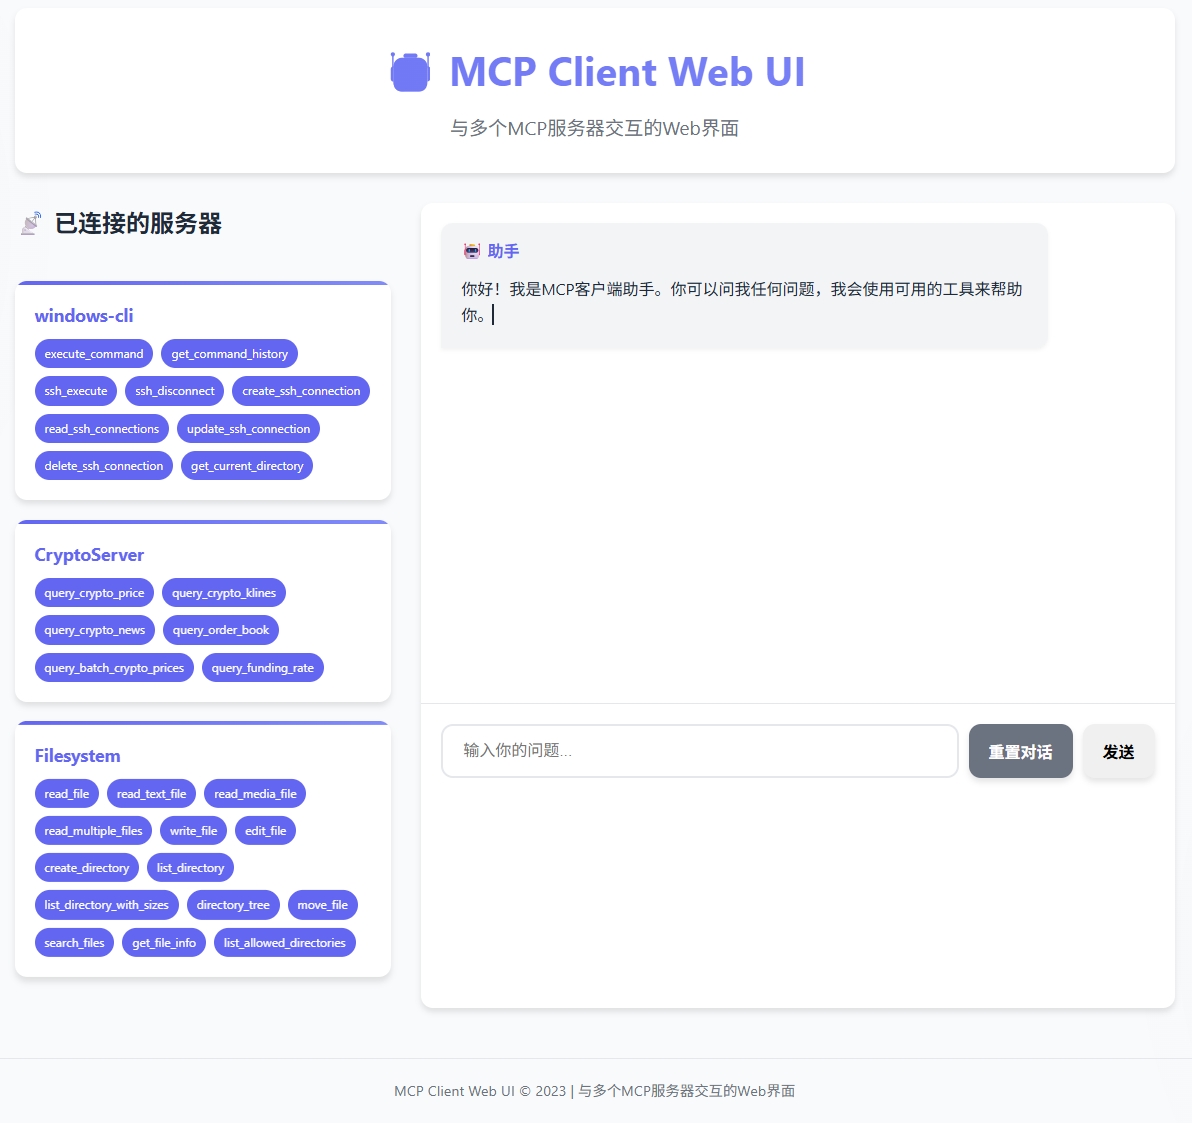 MCP Client Web UI
与多个MCP服务器交互的Web界面
已连接的服务器
windows-cli
execute_command get_command_history
ssh_execute ssh_disconnect create_ssh_connection
read_ssh_connections update_ssh_connection
delete_ssh_connection get_current_directory
CryptoServer
query_crypto_price query_crypto_klines
query_crypto_news query_order_book
query_batch_crypto_prices query_funding_rate
Filesystem
read_file read_text_file read_media_file
read_multiple_files write_file edit_file
create_directory list_directory
list_directory_with_sizes directory_tree move_file
search_files get_file_info list_allowed_directories
助手
你好！我是MCP客户端助手。你可以问我任何问题，我会使用可用的工具来帮助
你。
输入你的问题... 重置对话 发送
MCP Client Web UI © 2023 | 与多个MCP服务器交互的Web界面